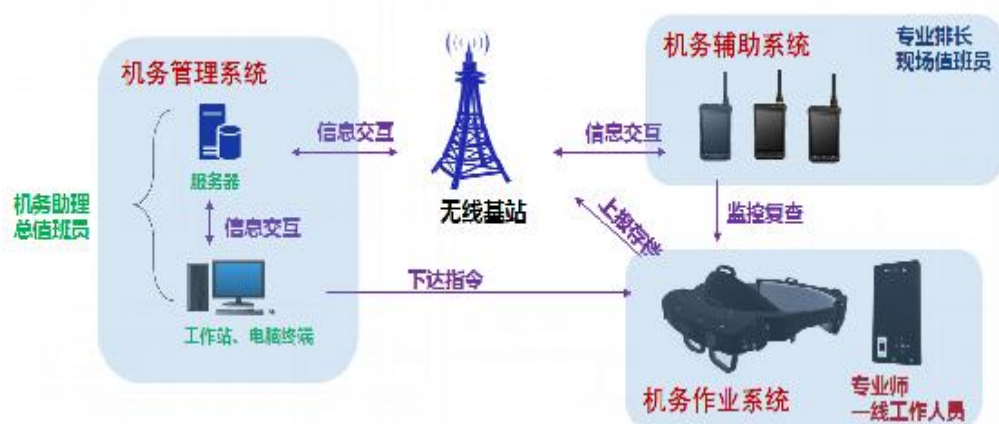 机务管理系统
服务器
信息交互
工作站、电脑终端
机务助理
总值班员
信息交互
无线基站
信息交互
机务辅助系统
专业排长
现场值班员
监控复查
上报存档
下达指令
机务作业系统
专业师
一线工作人员